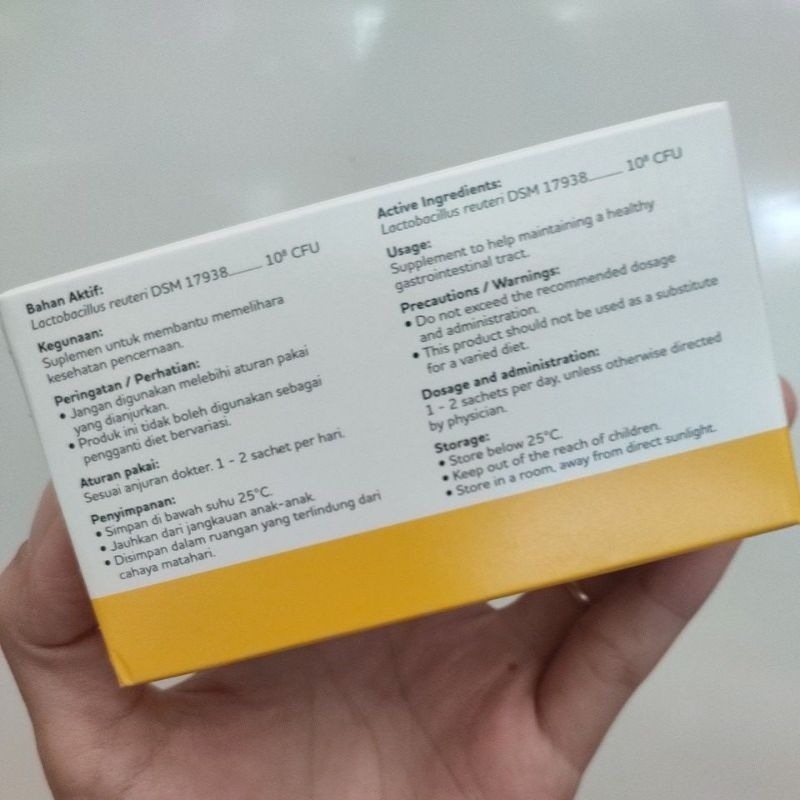 Bahan Aktif:
Lactobacillus reuteri DSM 17938____ 10⁸ CFU
Kegunaan:
Suplemen untuk membantu memelihara
kesehatan pencernaan.
Peringatan / Perhatian:
• Jangan digunakan melebihi aturan pakai
yang dianjurkan.
• Produk ini tidak boleh digunakan sebagai
pengganti diet bervariasi.
Aturan pakai:
Sesuai anjuran dokter. 1 - 2 sachet per hari.
Penyimpanan:
• Simpan di bawah suhu 25°C.
• Jauhkan dari jangkauan anak-anak.
• Disimpan dalam ruangan yang terlindung dari
cahaya matahari.
Active Ingredients:
Lactobacillus reuteri DSM 17938____ 10⁸ CFU
Usage:
Supplement to help maintaining a healthy
gastrointestinal tract.
Precautions / Warnings:
• Do not exceed the recommended dosage
and administration.
• This product should not be used as a substitute
for a varied diet.
Dosage and administration:
1 - 2 sachets per day, unless otherwise directed
by physician.
Storage:
• Store below 25°C.
• Keep out of the reach of children.
• Store in a room, away from direct sunlight.